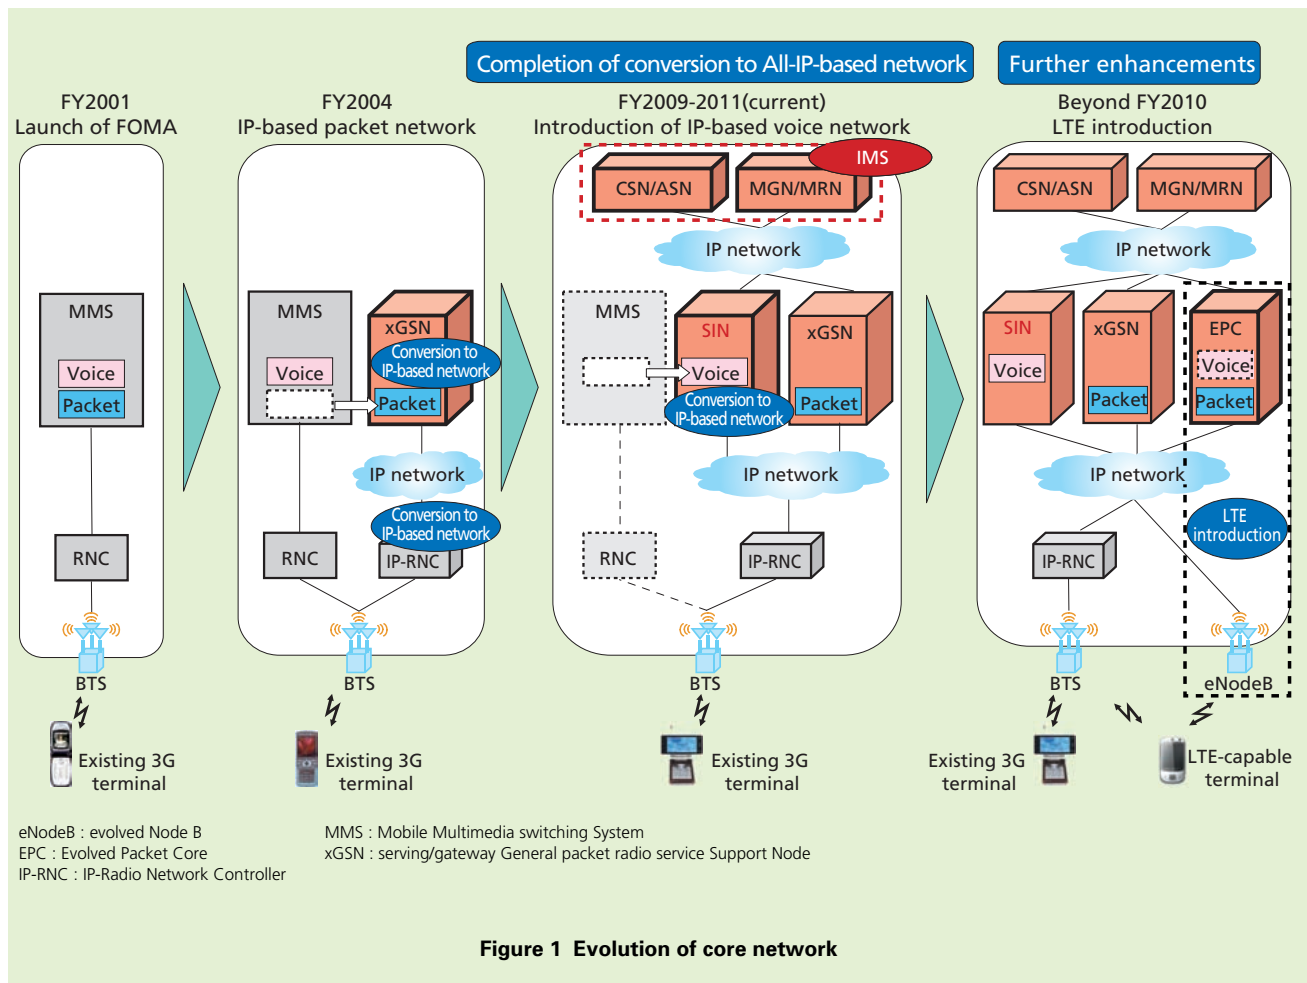 Completion of conversion to All-IP-based network
Further enhancements
FY2001
Launch of FOMA
FY2004
IP-based packet network
FY2009-2011(current)
Introduction of IP-based voice network
Beyond FY2010
LTE introduction
MMS
Voice
Packet
RNC
BTS
Existing 3G
terminal
MMS
Voice
xGSN
Conversion to
IP-based network
Packet
IP network
Conversion to
IP-based network
RNC
IP-RNC
BTS
Existing 3G
terminal
IMS
CSN/ASN
MGN/MRN
IP network
MMS
SIN
Voice
Conversion to
IP-based network
xGSN
Packet
IP network
RNC
IP-RNC
BTS
Existing 3G
terminal
CSN/ASN
MGN/MRN
IP network
SIN
Voice
xGSN
Packet
EPC
Voice
Packet
IP network
LTE
introduction
IP-RNC
BTS
eNodeB
Existing 3G
terminal
LTE-capable
terminal
eNodeB : evolved Node B
EPC : Evolved Packet Core
IP-RNC : IP-Radio Network Controller
MMS : Mobile Multimedia switching System
xGSN : serving/gateway General packet radio service Support Node
Figure 1 Evolution of core network